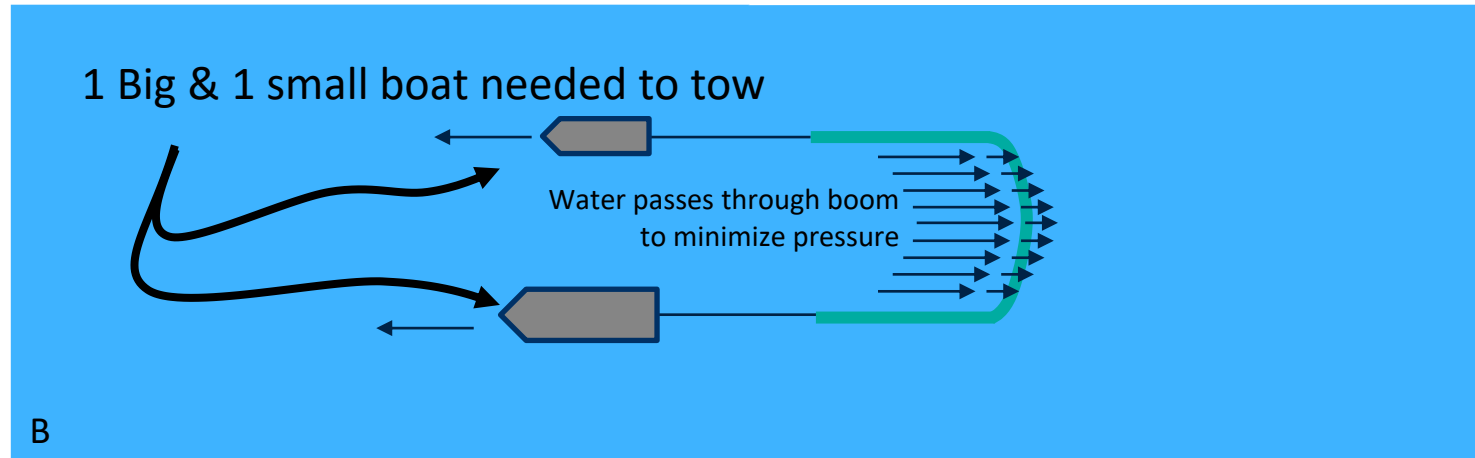 1 Big & 1 small boat needed to tow
Water passes through boom
to minimize pressure
B